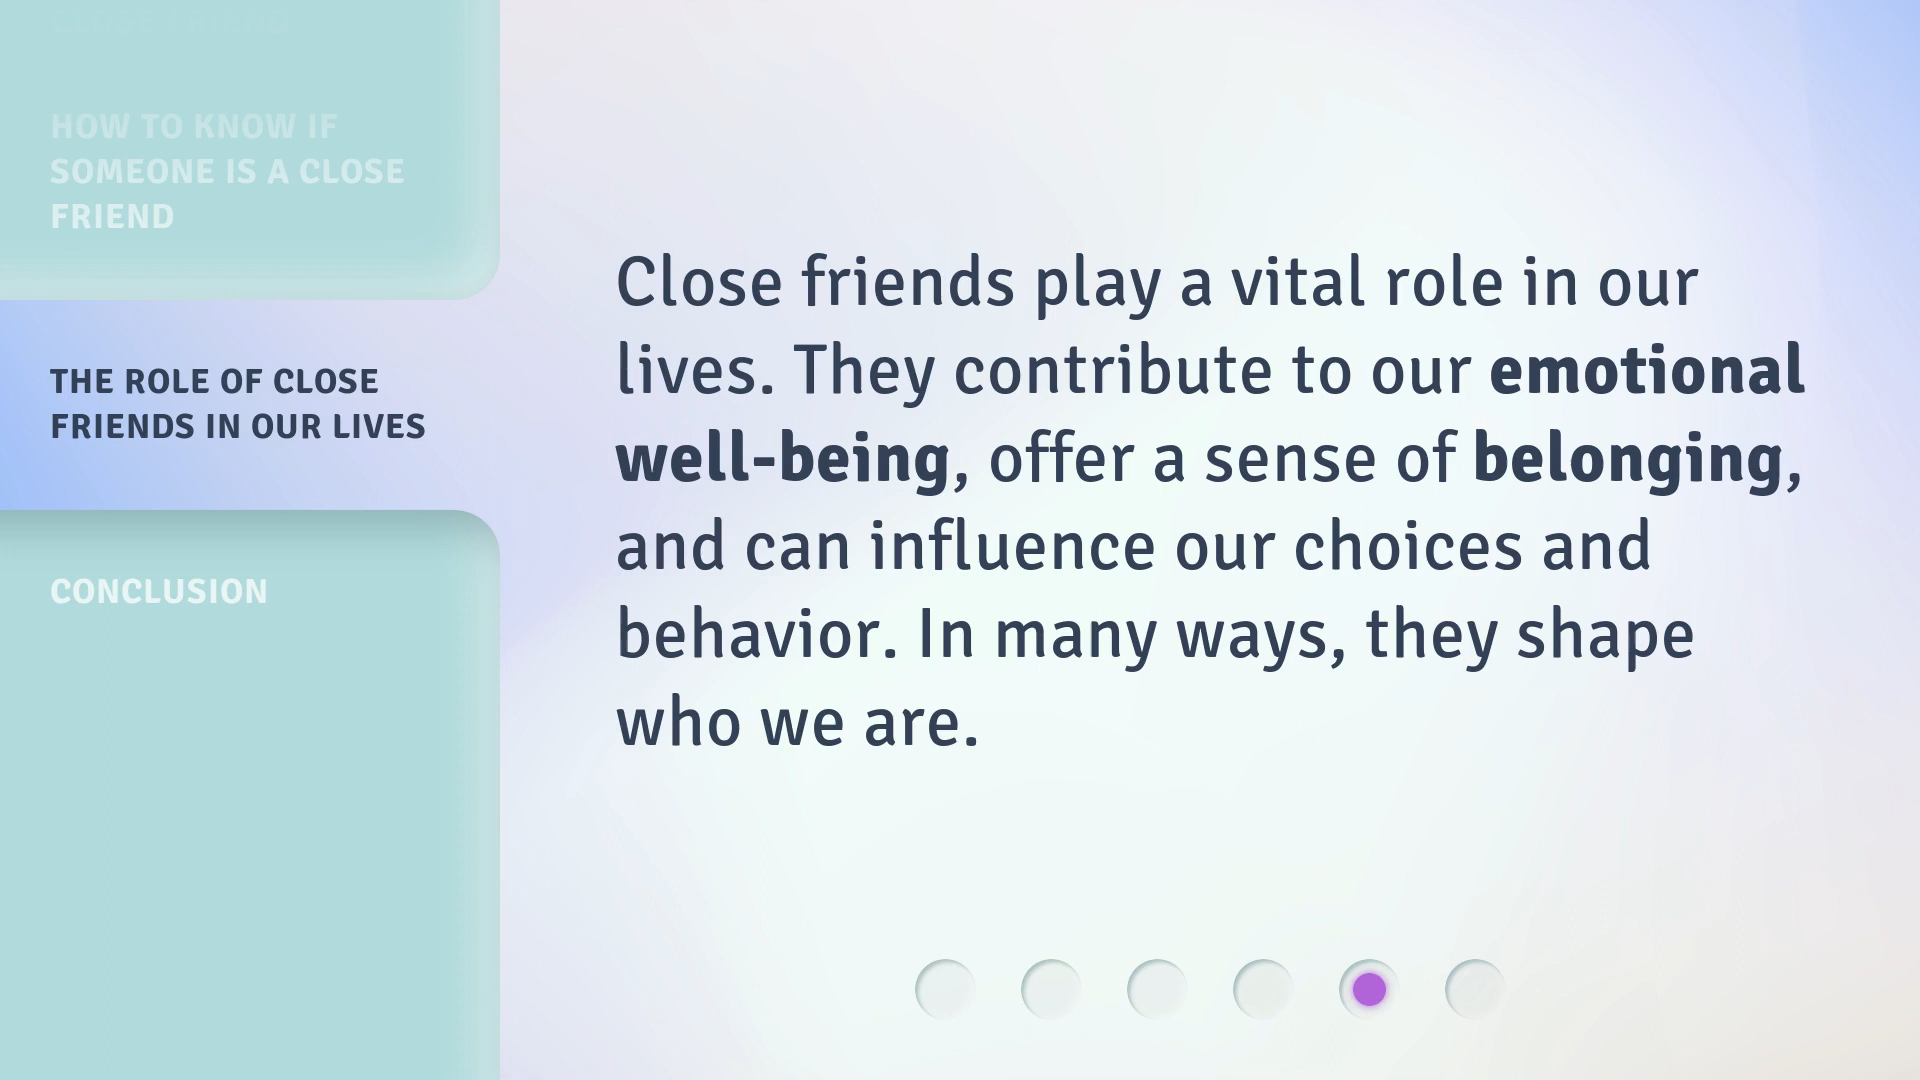 HOW TO KNOW IF
SOMEONE IS A CLOSE
FRIEND
THE ROLE OF CLOSE
FRIENDS IN OUR LIVES
CONCLUSION
Close friends play a vital role in our
lives. They contribute to our emotional
well-being, offer a sense of belonging,
and can influence our choices and
behavior. In many ways, they shape
who we are.